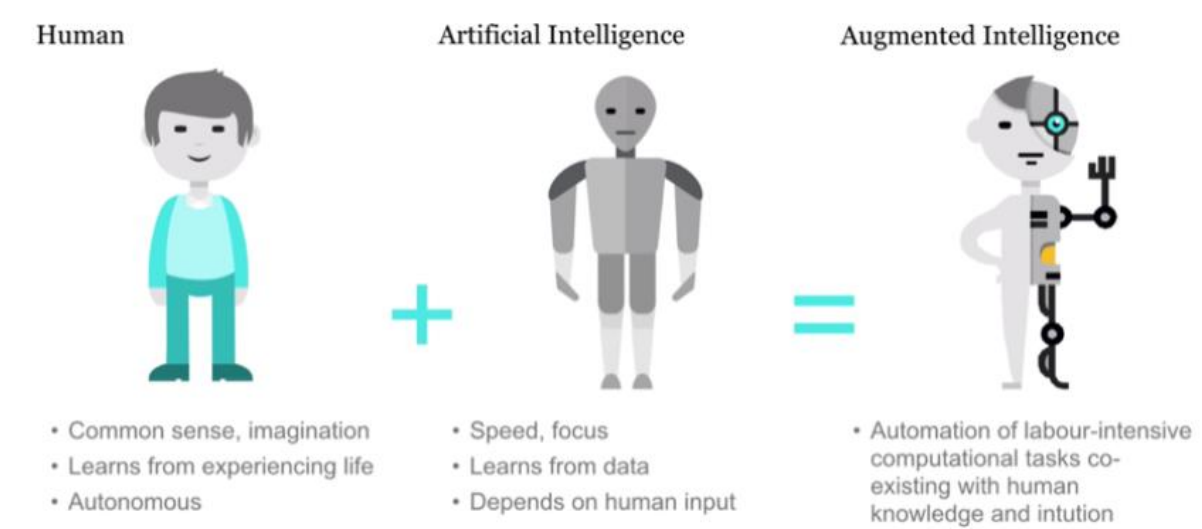 Human
Artificial Intelligence
Augmented Intelligence
+
=
• Common sense, imagination
• Learns from experiencing life
• Autonomous
• Speed, focus
• Learns from data
• Depends on human input
• Automation of labour-intensive
computational tasks co-
existing with human
knowledge and intution